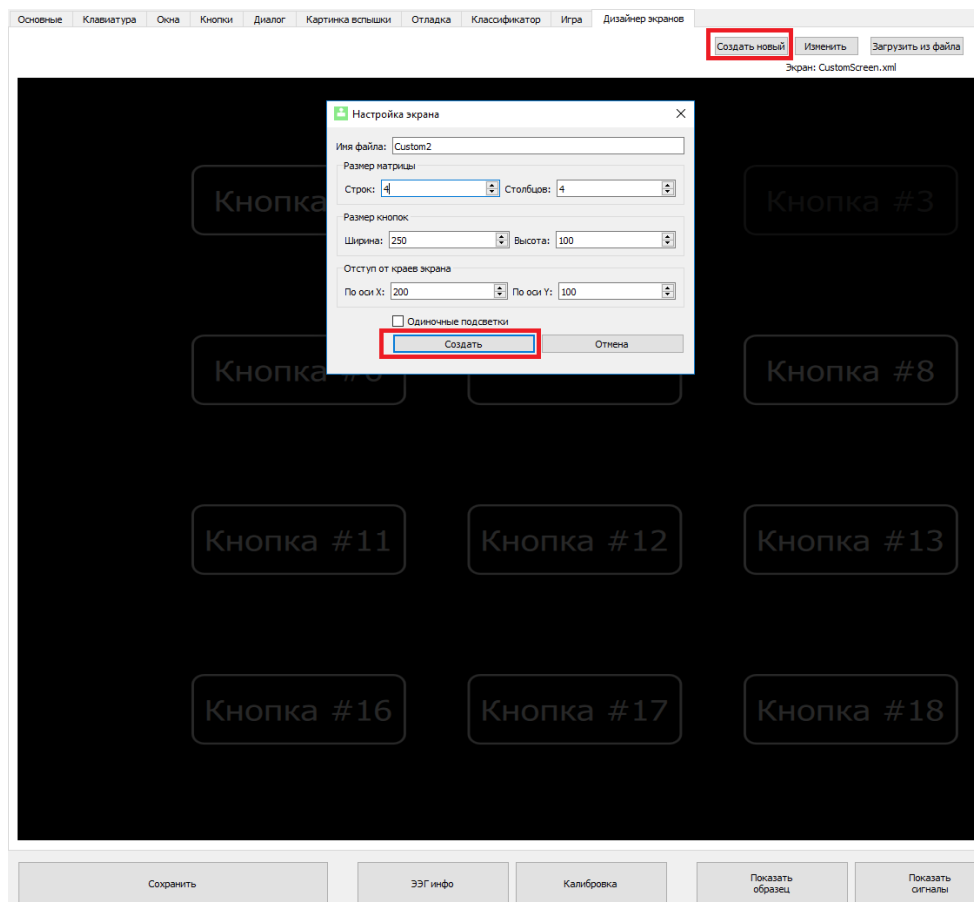 Основные Клавиатура Окна Кнопки Диалог Картинка вспышки Отладка Классификатор Игра Дизайнер экранов
Создать новый Изменить Загрузить из файла
Экран: CustomScreen.xml
Настройка экрана
Имя файла: Custom2
Размер матрицы
Строк: 4 Столбцов: 4
Размер кнопок
Ширина: 250 Высота: 100
Отступ от краев экрана
По оси X: 200 По оси Y: 100
Одиночные подсветки
Создать Отмена
Кнопка Кнопка #3
Кнопка Кнопка #8
Кнопка #11 Кнопка #12 Кнопка #13
Кнопка #16 Кнопка #17 Кнопка #18
Сохранить ЭЭГ инфо Калибровка Показать образец Показать сигналы